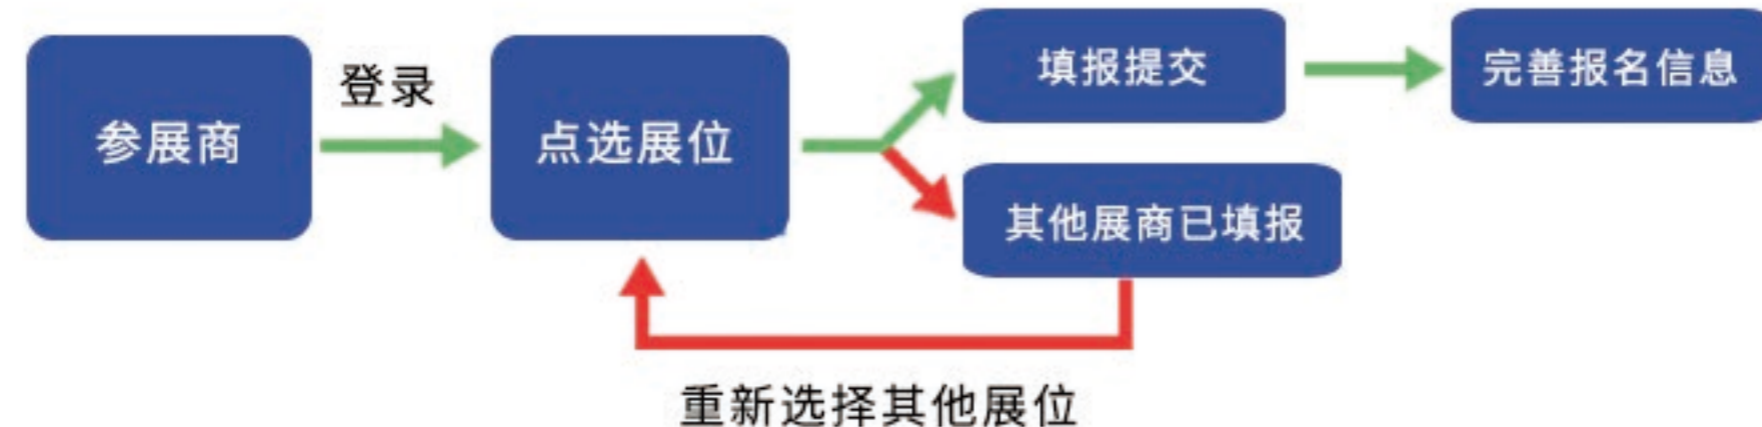 参展商
登录
点选展位
填报提交
完善报名信息
其他展商已填报
重新选择其他展位